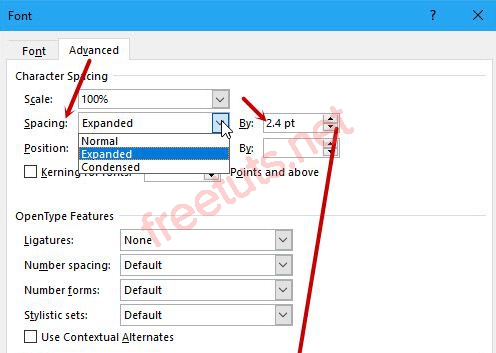 Font ? ×
Font Advanced
Character Spacing
Scale: 100%
Spacing: Expanded By: 2.4 pt
Normal
Position: By:
Expanded
Condensed
Kerning for fonts: Points and above
freetuts.net
OpenType Features
Ligatures: None
Number spacing: Default
Number forms: Default
Stylistic sets: Default
Use Contextual Alternates